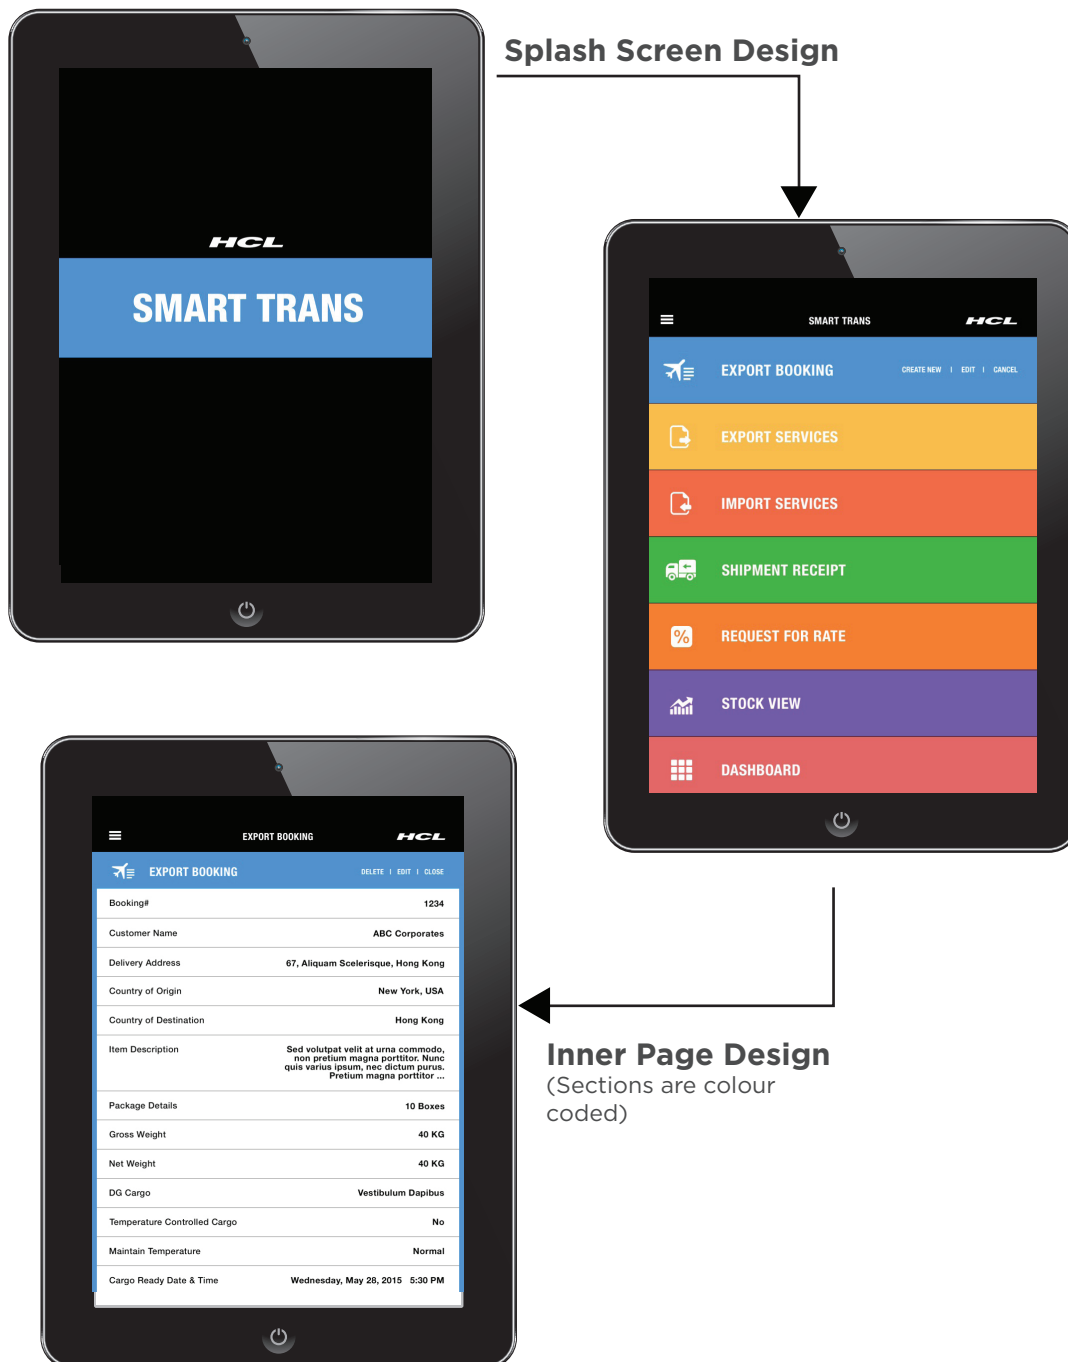 Splash Screen Design
HCL
SMART TRANS
SMART TRANS HCL
EXPORT BOOKING CREATE NEW | EDIT | CANCEL
EXPORT SERVICES
IMPORT SERVICES
SHIPMENT RECEIPT
% REQUEST FOR RATE
STOCK VIEW
DASHBOARD
EXPORT BOOKING HCL
EXPORT BOOKING DELETE | EDIT | CLOSE
Booking# 1234
Customer Name ABC Corporates
Delivery Address 67, Aliquam Scelerisque, Hong Kong
Country of Origin New York, USA
Country of Destination Hong Kong
Item Description Sed volutpat velit at urna commodo,
non pretium magna porttitor. Nunc
quis varius ipsum, nec dictum purus.
Pretium magna porttitor ...
Package Details 10 Boxes
Gross Weight 40 KG
Net Weight 40 KG
DG Cargo Vestibulum Dapibus
Temperature Controlled Cargo No
Maintain Temperature Normal
Cargo Ready Date & Time Wednesday, May 28, 2015 5:30 PM
Inner Page Design
(Sections are colour
coded)